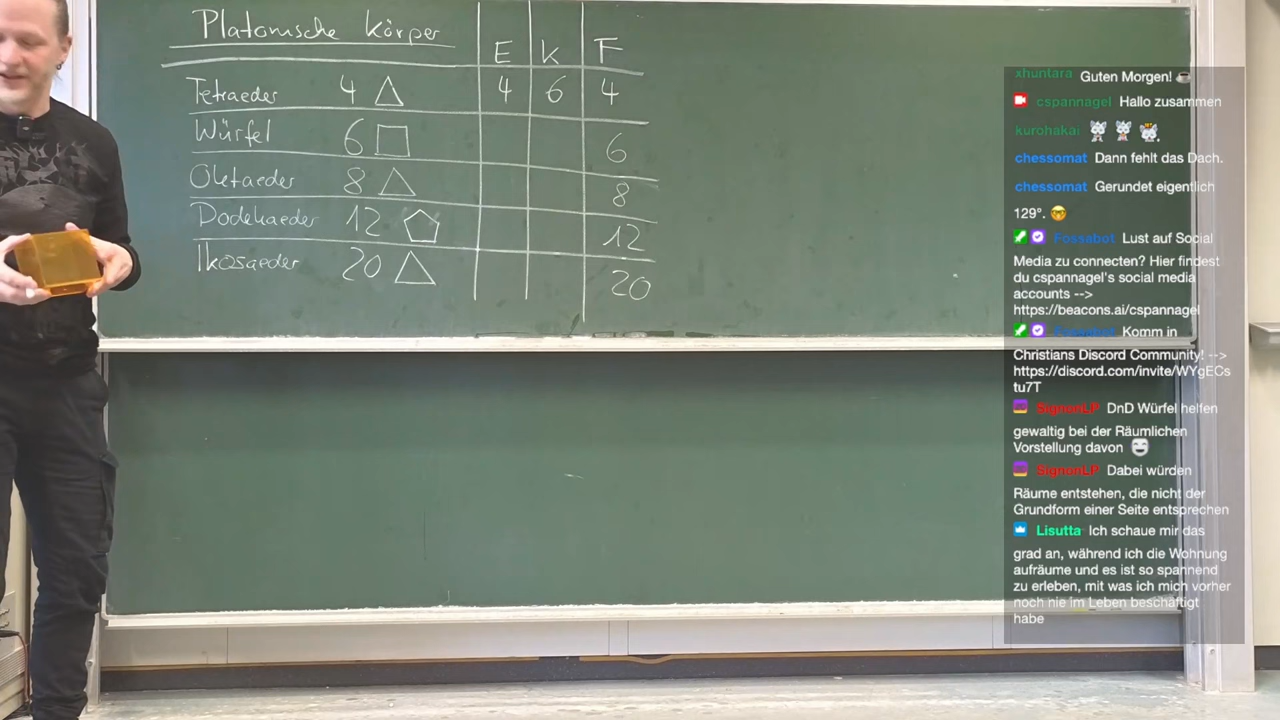 Platonische Körper
E K F
Tetraeder 4 4 6 4
Würfel 6 6
Oktaeder 8 8
Dodekaeder 12 12
Ikosaeder 20 20
xhuntara Guten Morgen!
cspannagel Hallo zusammen
kurohakai
chessomat Dann fehlt das Dach.
chessomat Gerundet eigentlich
129°.
Fossabot Lust auf Social
Media zu connecten? Hier findest
du cspannagel's social media
accounts -->
https://beacons.ai/cspannagel
Fossabot Komm in
Christians Discord Community! -->
https://discord.com/invite/WYgECs
tu7T
SignonLP DnD Würfel helfen
gewaltig bei der Räumlichen
Vorstellung davon
SignonLP Dabei würden
Räume entstehen, die nicht der
Grundform einer Seite entsprechen
Lisutta Ich schaue mir das
grad an, während ich die Wohnung
aufräume und es ist so spannend
zu erleben, mit was ich mich vorher
noch nie im Leben beschäftigt
habe